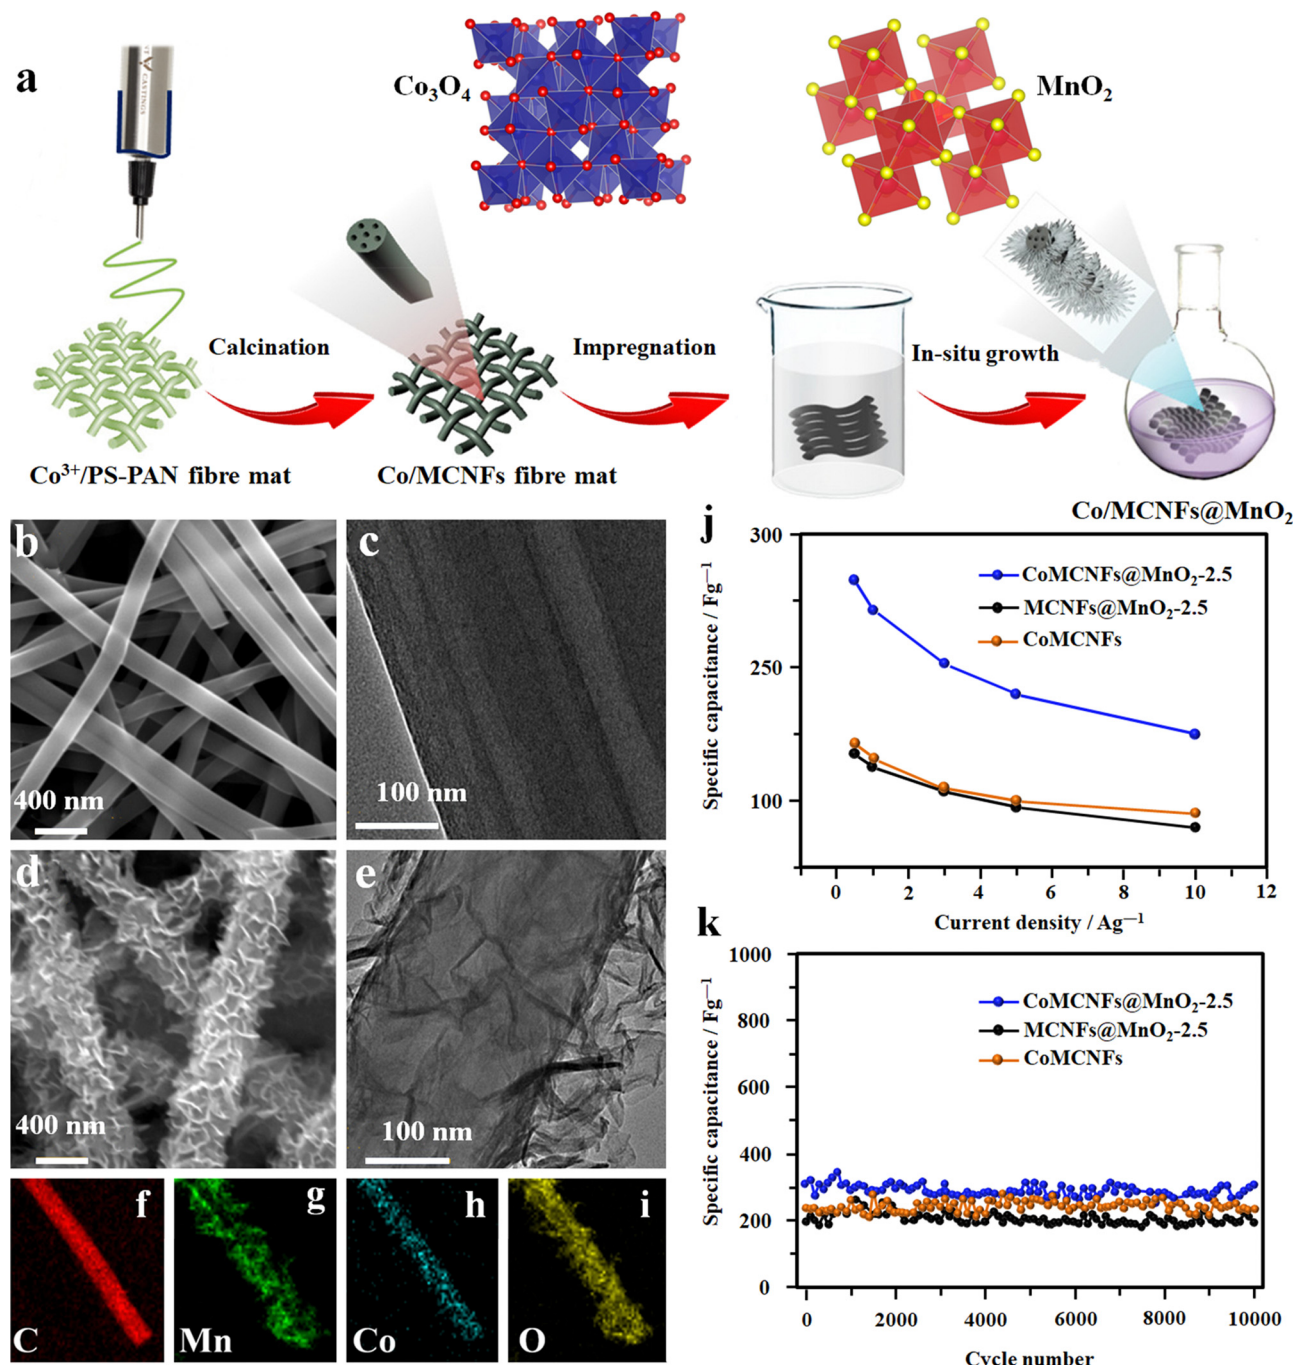 a
CASTINGS
Co₃O₄
MnO₂
Calcination
Impregnation
In-situ growth
Co³⁺/PS-PAN fibre mat
Co/MCNFs fibre mat
Co/MCNFs@MnO₂
b
400 nm
c
100 nm
d
400 nm
e
100 nm
f
C
g
Mn
h
Co
i
O
j
Specific capacitance / Fg⁻¹
300
250
100
CoMCNFs@MnO₂-2.5
MCNFs@MnO₂-2.5
CoMCNFs
0 2 4 6 8 10 12
Current density / Ag⁻¹
k
Specific capacitance / Fg⁻¹
1000
800
600
400
200
0
CoMCNFs@MnO₂-2.5
MCNFs@MnO₂-2.5
CoMCNFs
0 2000 4000 6000 8000 10000
Cycle number